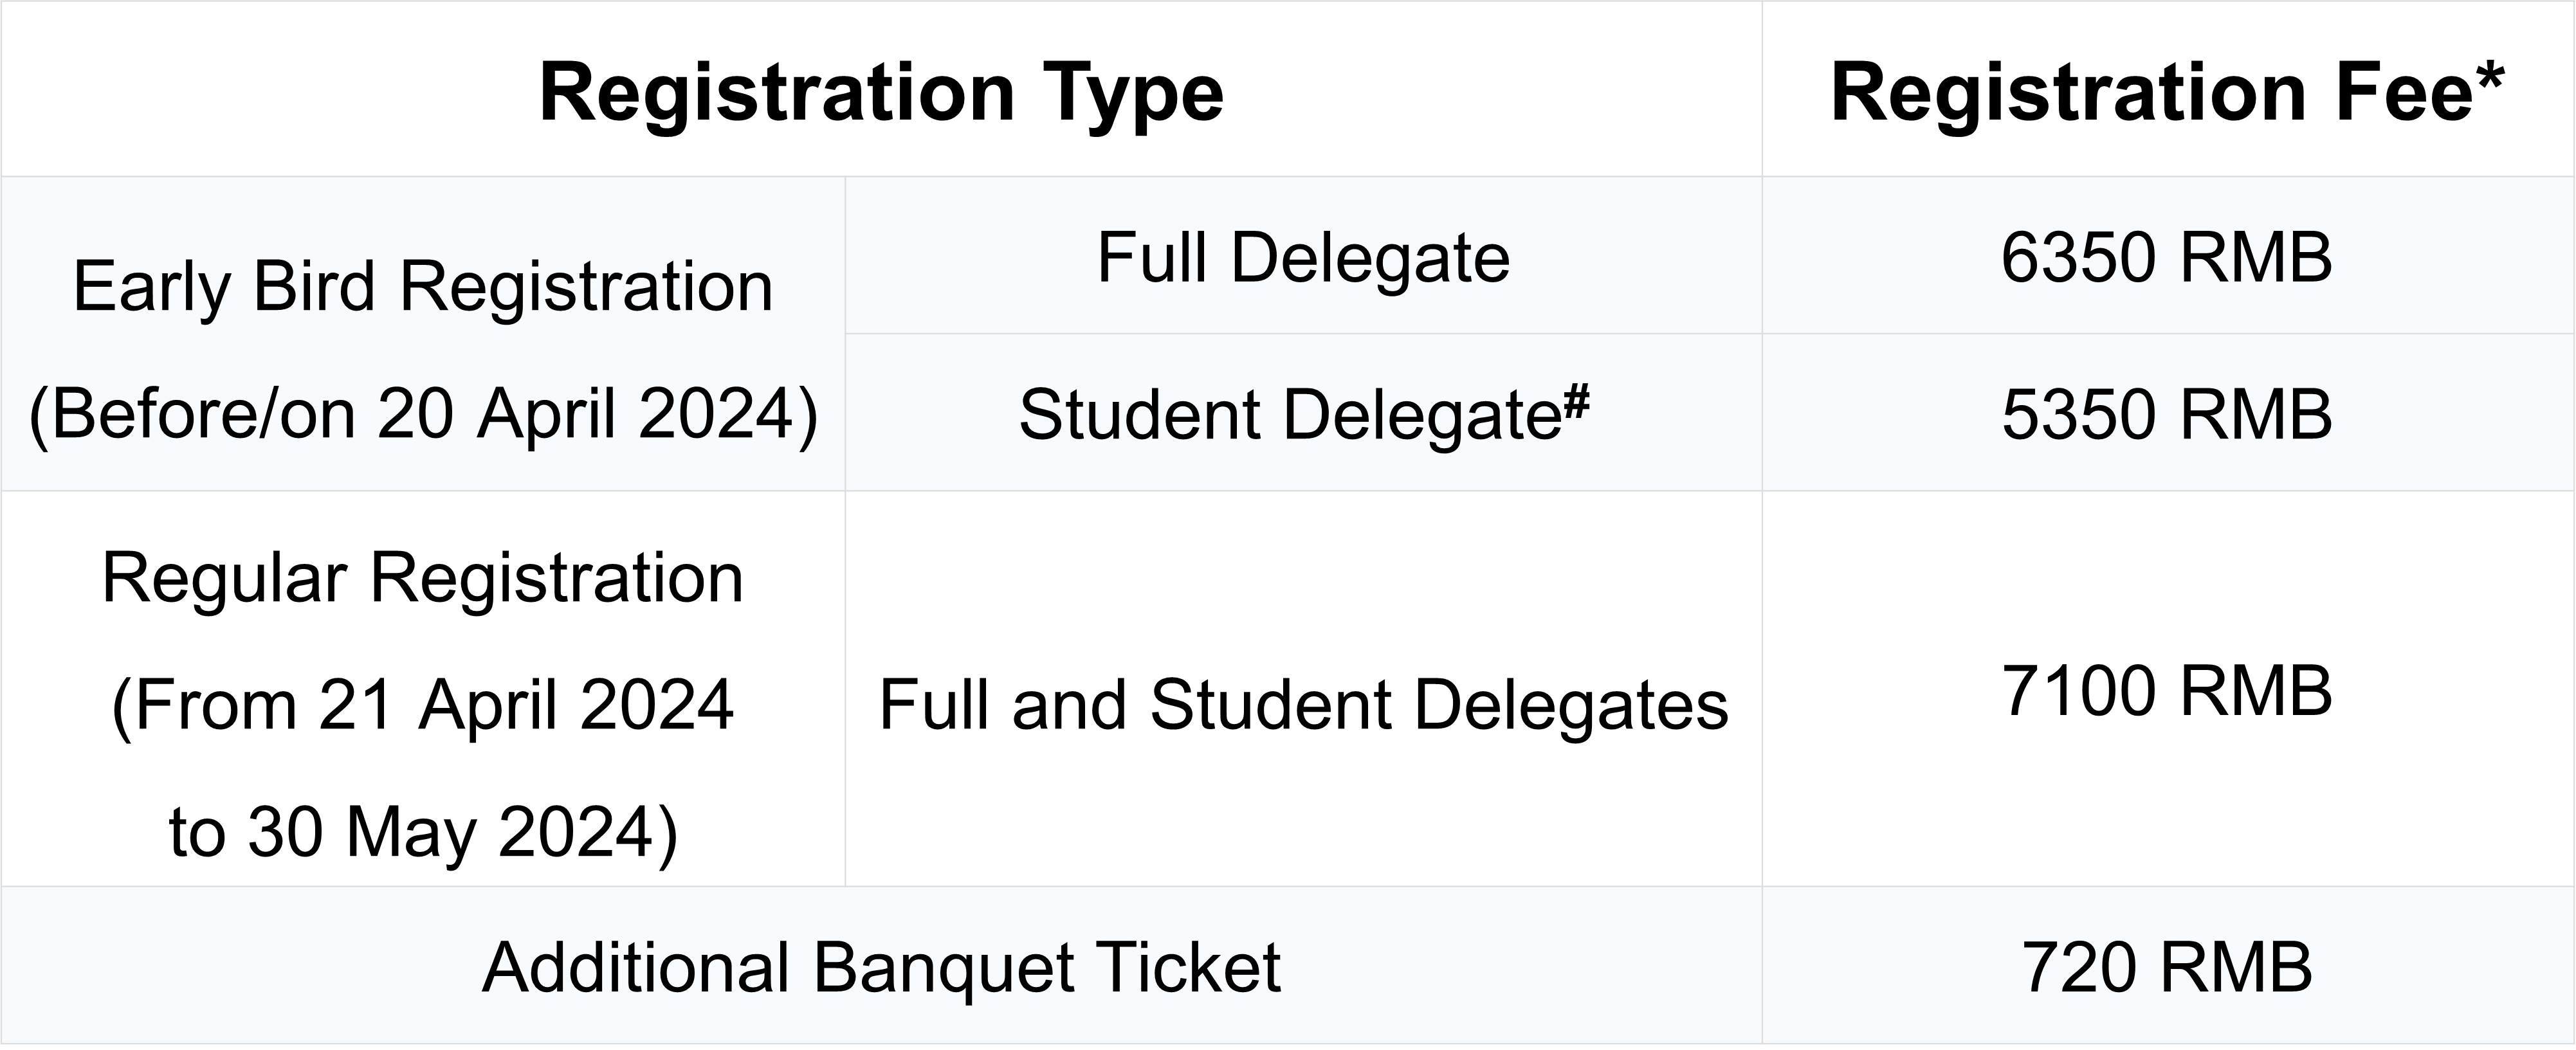 Registration Type
Registration Fee*
Early Bird Registration
(Before/on 20 April 2024)
Full Delegate
6350 RMB
Student Delegate#
5350 RMB
Regular Registration
(From 21 April 2024
to 30 May 2024)
Full and Student Delegates
7100 RMB
Additional Banquet Ticket
720 RMB